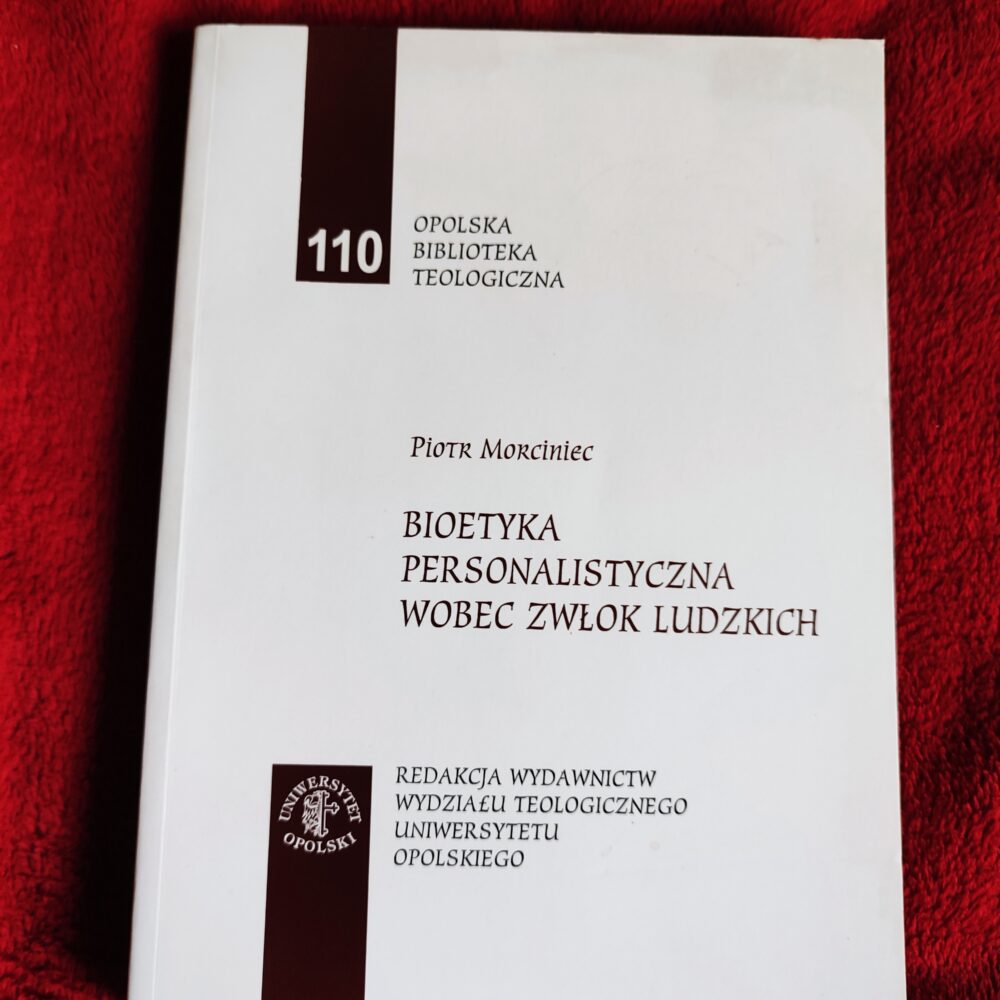 110
OPOLSKA
BIBLIOTEKA
TEOLOGICZNA
Piotr Morciniec
BIOETYKA
PERSONALISTYCZNA
WOBEC ZWŁOK LUDZKICH
UNIWERSYTET
OPOLSKI
REDAKCJA WYDAWNICTW
WYDZIAŁU TEOLOGICZNEGO
UNIWERSYTETU
OPOLSKIEGO